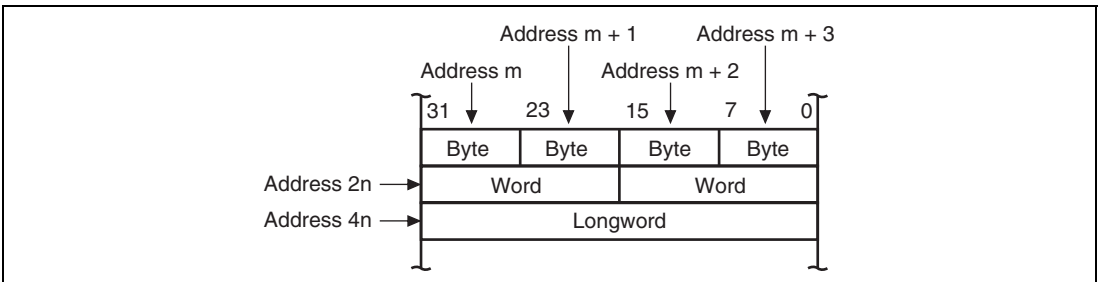 Address m + 1 Address m + 3
Address m Address m + 2
31 23 15 7 0
Byte Byte Byte Byte
Address 2n Word Word
Address 4n Longword